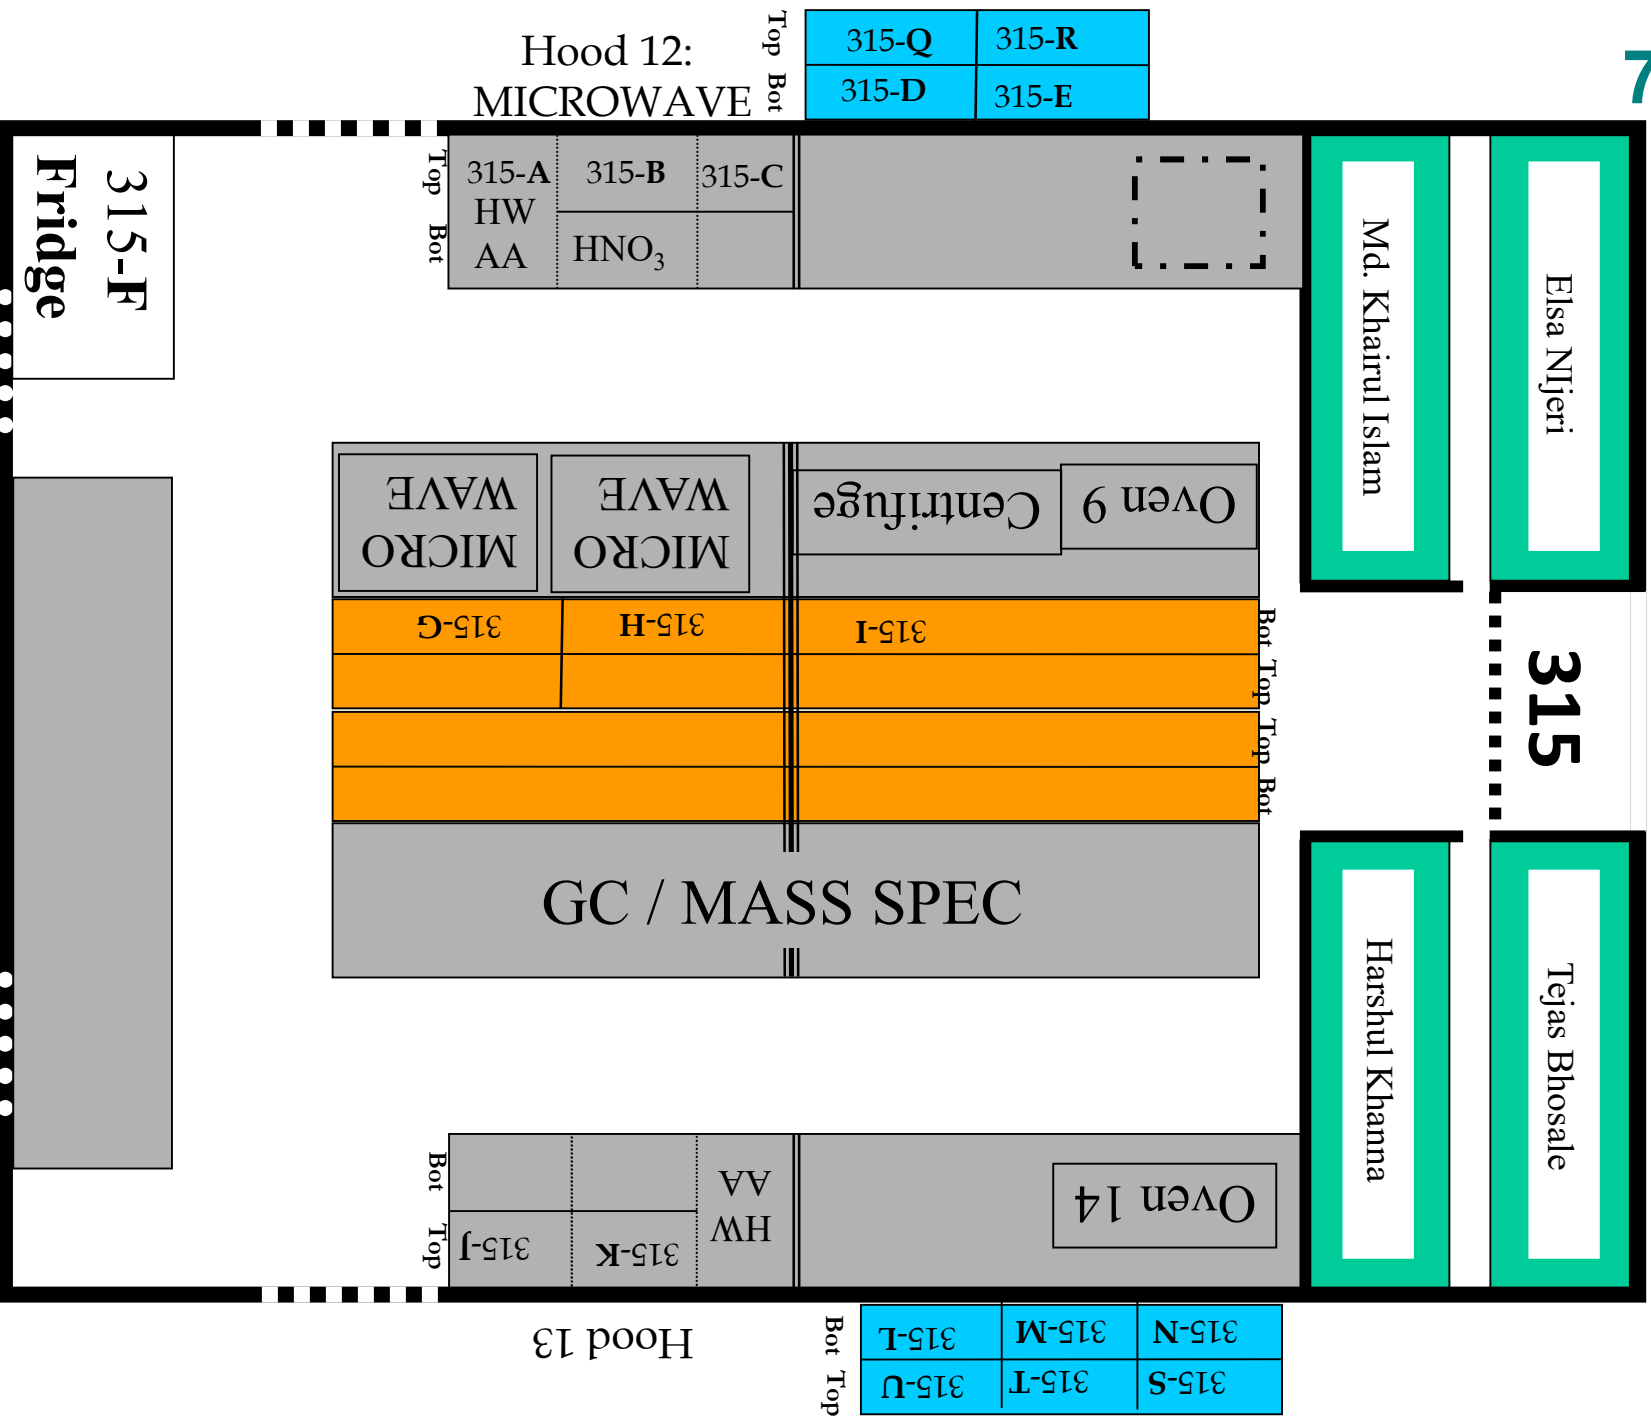 Hood 12:
MICROWAVE
Top
Bot
315-Q
315-R
315-D
315-E
7
315-F
Fridge
Top
Bot
315-A
HW
AA
315-B
HNO₃
315-C
Md. Khairul Islam
Elsa NIjeri
MICRO
WAVE
MICRO
WAVE
Centrifuge
Oven 9
315-G
315-H
315-I
Bot
Top
Top
Bot
315
GC / MASS SPEC
Harshul Khanna
Tejas Bhosale
Bot
Top
315-J
315-K
HW
AA
Oven 14
Hood 13
Bot
Top
315-L
315-M
315-N
315-U
315-T
315-S